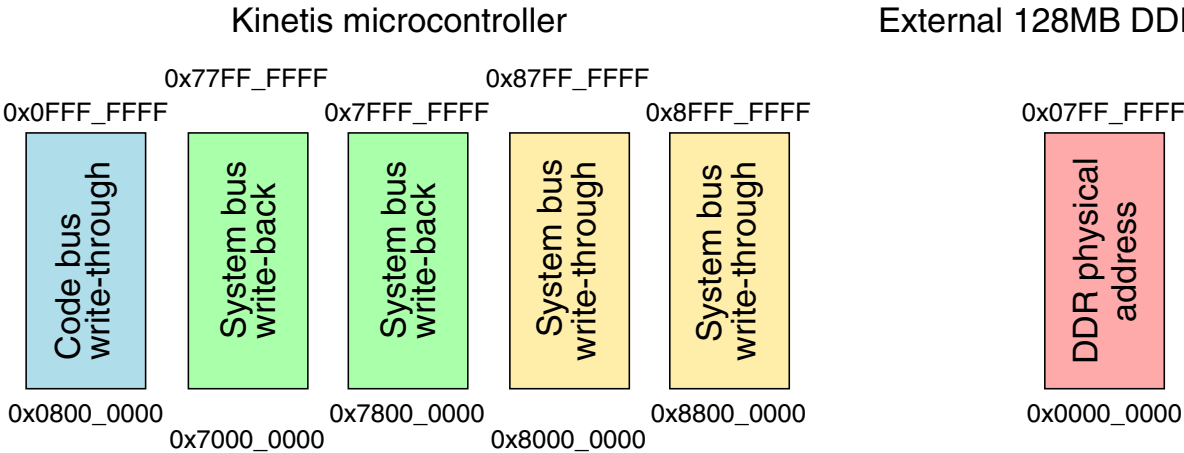 Kinetis microcontroller
External 128MB
0x77FF_FFFF
0x87FF_FFFF
0x0FFF_FFFF
0x7FFF_FFFF
0x8FFF_FFFF
0x07FF_FFFF
Code bus
write-through
System bus
write-back
System bus
write-back
System bus
write-through
System bus
write-through
DDR physical
address
0x0800_0000
0x7800_0000
0x8800_0000
0x0000_0000
0x7000_0000
0x8000_0000